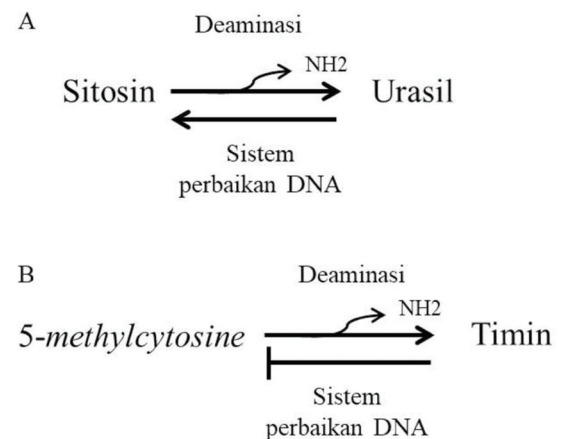 A
Deaminasi
NH2
Sitosin
Urasil
Sistem
perbaikan DNA
B
Deaminasi
NH2
5-methylcytosine
Timin
Sistem
perbaikan DNA